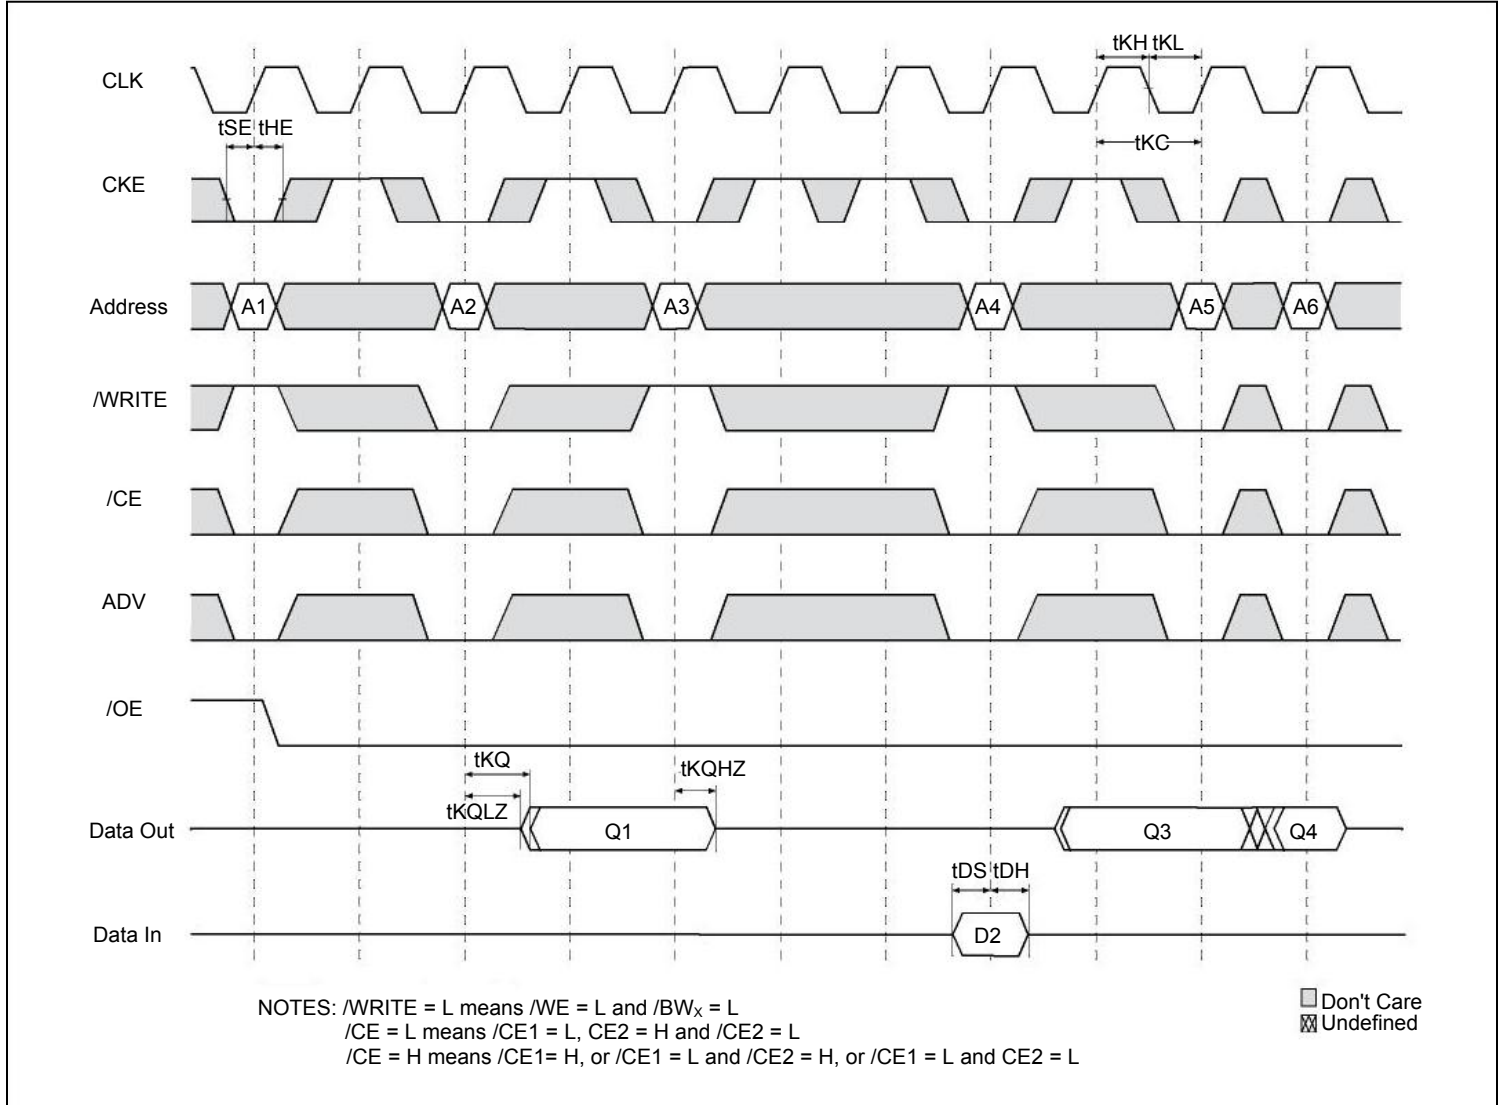 tKH tKL
CLK
tSE tHE
tKC
CKE
Address A1 A2 A3 A4 A5 A6
/WRITE
/CE
ADV
/OE
tKQ
tKQHZ
tKQLZ
Data Out Q1 Q3 Q4
tDS tDH
Data In D2
NOTES: /WRITE = L means /WE = L and /BWX = L
/CE = L means /CE1 = L, CE2 = H and /CE2 = L
/CE = H means /CE1= H, or /CE1 = L and /CE2 = H, or /CE1 = L and CE2 = L
Don't Care
Undefined